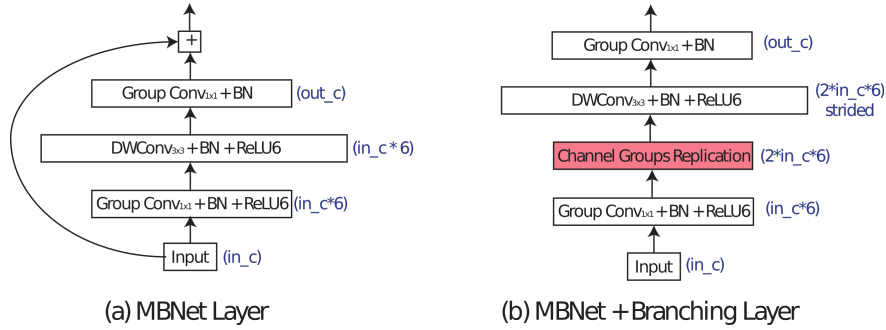 +
Group Conv1x1 + BN (out_c)
DWConv3x3 + BN + ReLU6 (in_c * 6)
Group Conv1x1 + BN + ReLU6 (in_c*6)
Input (in_c)
(a) MBNet Layer
Group Conv1x1 + BN (out_c)
DWConv3x3 + BN + ReLU6 (2*in_c*6)
strided
Channel Groups Replication (2*in_c*6)
Group Conv1x1 + BN + ReLU6 (in_c*6)
Input (in_c)
(b) MBNet + Branching Layer